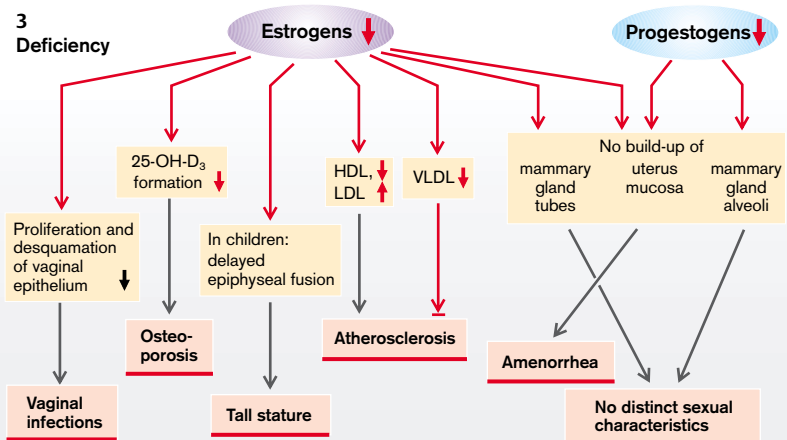 3
Deficiency
Estrogens
Progestogens
25-OH-D₃
formation
HDL,
LDL
VLDL
No build-up of
mammary
gland
tubes
uterus
mucosa
mammary
gland
alveoli
Proliferation and
desquamation
of vaginal
epithelium
In children:
delayed
epiphyseal fusion
Osteo-
porosis
Atherosclerosis
Amenorrhea
Vaginal
infections
Tall stature
No distinct sexual
characteristics